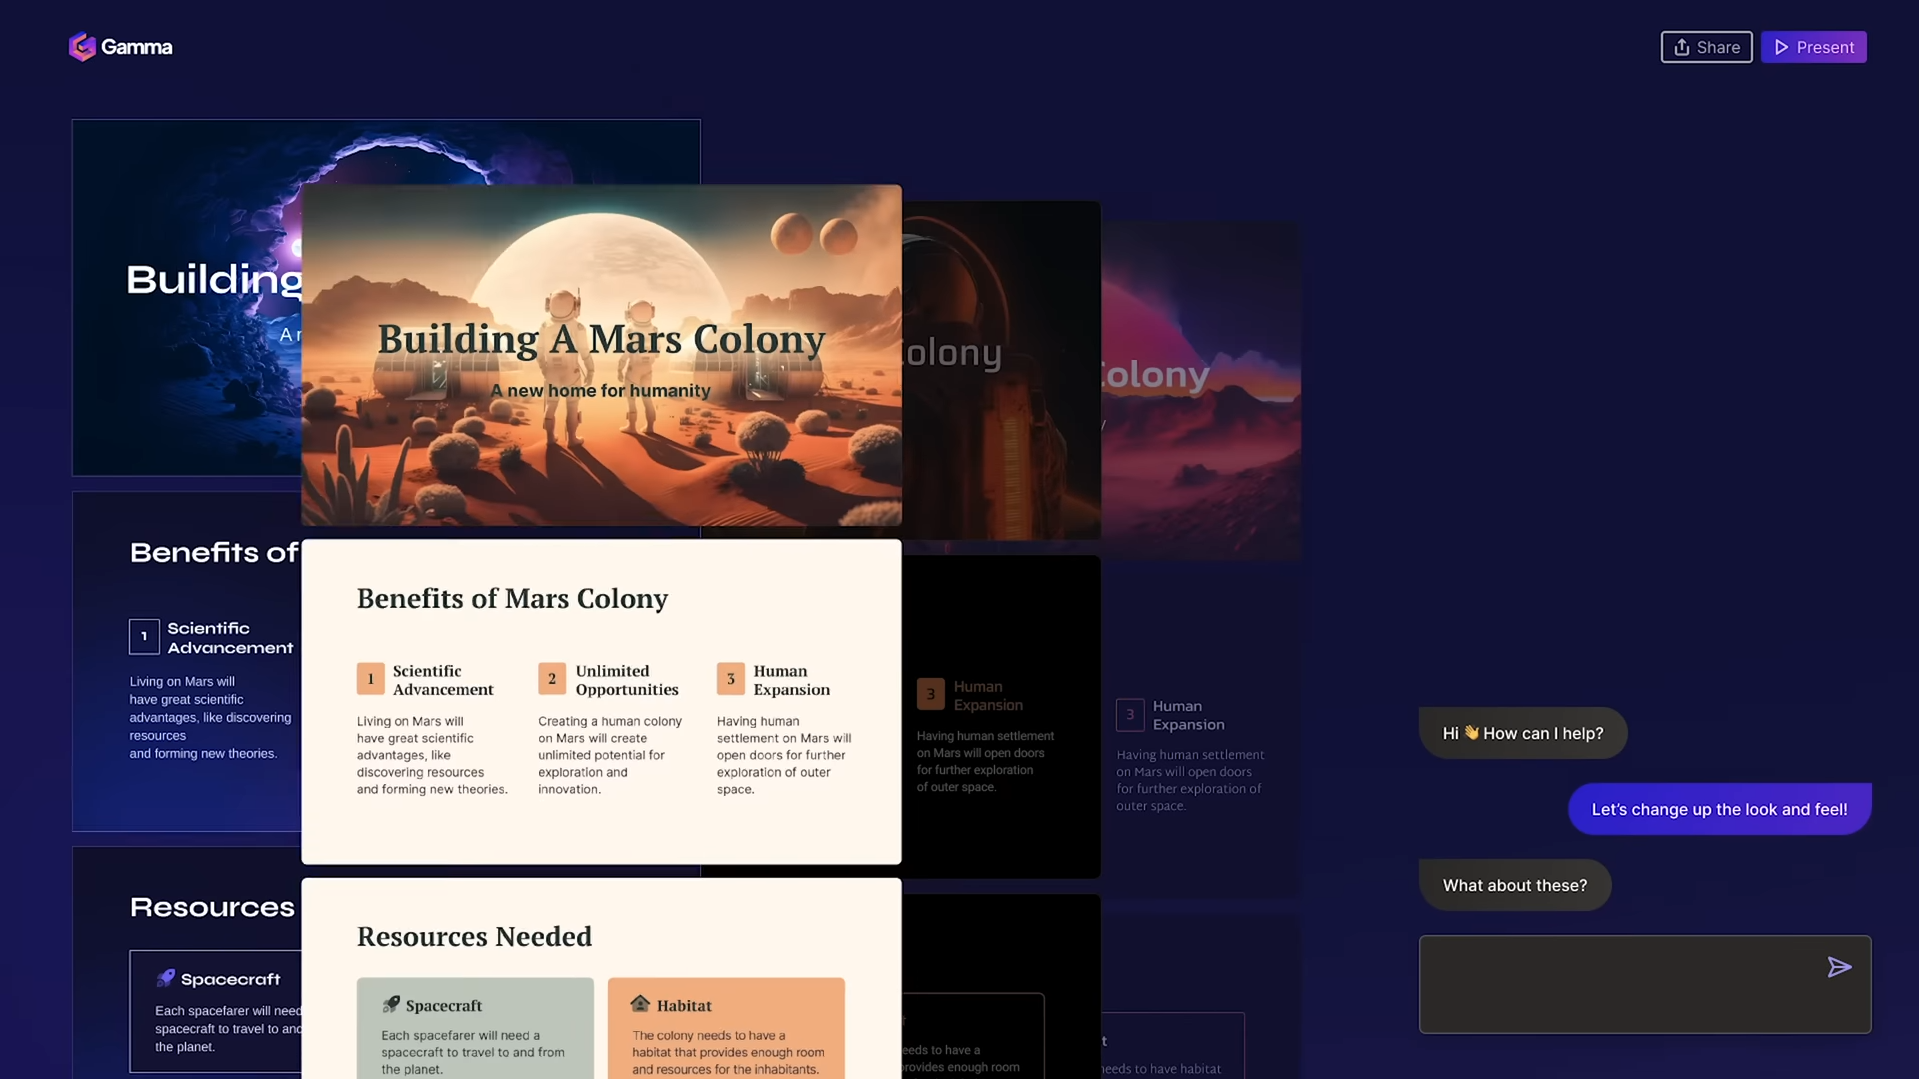 Gamma
Share
Present
Building
A
Benefits of
1
Scientific
Advancement
Living on Mars will
have great scientific
advantages, like discovering
resources
and forming new theories.
Resources
Spacecraft
Each spacefarer will need
spacecraft to travel to and
the planet.
Building A Mars Colony
A new home for humanity
Benefits of Mars Colony
1
Scientific
Advancement
Living on Mars will
have great scientific
advantages, like
discovering resources
and forming new theories.
2
Unlimited
Opportunities
Creating a human colony
on Mars will create
unlimited potential for
exploration and
innovation.
3
Human
Expansion
Having human
settlement on Mars will
open doors for further
exploration of outer
space.
Resources Needed
Spacecraft
Each spacefarer will need a
spacecraft to travel to and from
the planet.
Habitat
The colony needs to have a
habitat that provides enough room
and resources for the inhabitants.
olony
3
Human
Expansion
Having human settlement
on Mars will open doors
for further exploration
of outer space.
eeds to have a
provides enough room
Colony
y
3
Human
Expansion
Having human settlement
on Mars will open doors
for further exploration of
outer space.
t
needs to have habitat
Hi 👋 How can I help?
Let's change up the look and feel!
What about these?